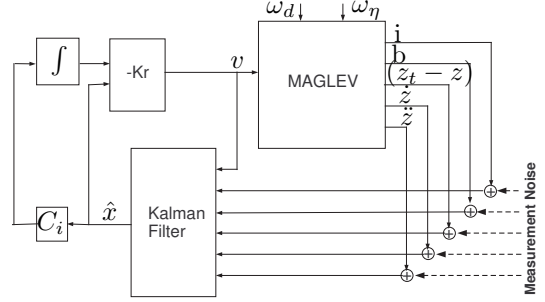 ω_d ω_η
i
b
(z_t − z)
ż
z̈
∫
-Kr
v
MAGLEV
Kalman
Filter
x̂
C_i
+
+
+
+
+
Measurement Noise